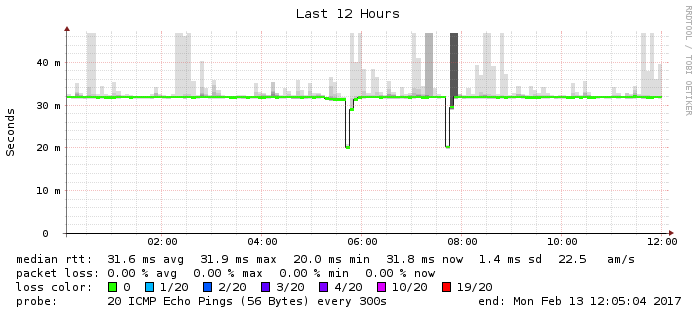 Last 12 Hours
RRDTOOL / TOBI OETIKER
Seconds
40 m
30 m
20 m
10 m
0
02:00 04:00 06:00 08:00 10:00 12:00
median rtt: 31.6 ms avg 31.9 ms max 20.0 ms min 31.8 ms now 1.4 ms sd 22.5 am/s
packet loss: 0.00 % avg 0.00 % max 0.00 % min 0.00 % now
loss color: 0 1/20 2/20 3/20 4/20 10/20 19/20
probe: 20 ICMP Echo Pings (56 Bytes) every 300s end: Mon Feb 13 12:05:04 2017